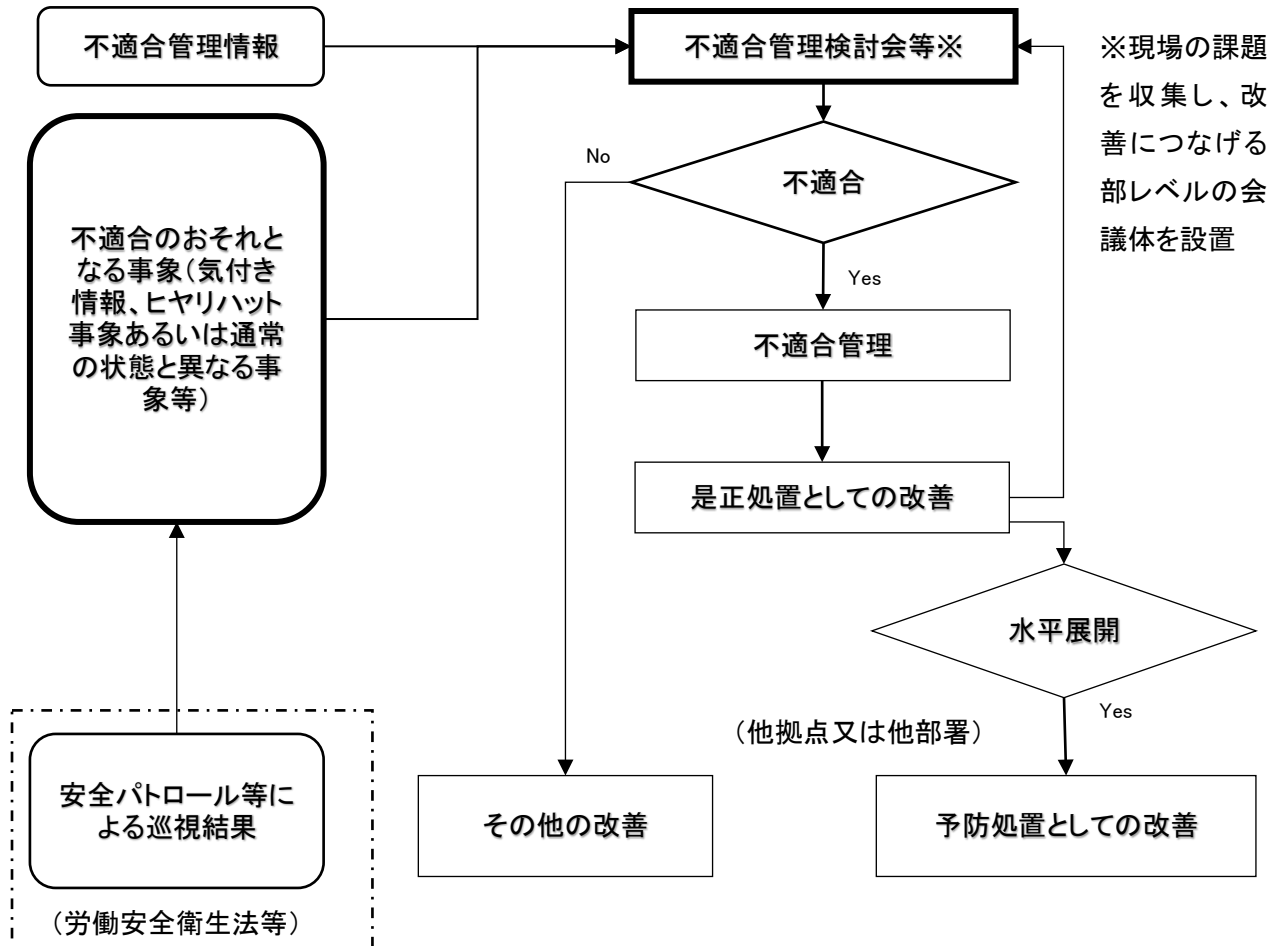 不適合管理情報
不適合管理検討会等※
※現場の課題
を収集し、改
善につなげる
部レベルの会
議体を設置
No
不適合
不適合のおそれと
なる事象(気付き
情報、ヒヤリハット
事象あるいは通常
の状態と異なる事
象等)
Yes
不適合管理
是正処置としての改善
水平展開
Yes
(他拠点又は他部署)
安全パトロール等に
よる巡視結果
その他の改善
予防処置としての改善
(労働安全衛生法等)